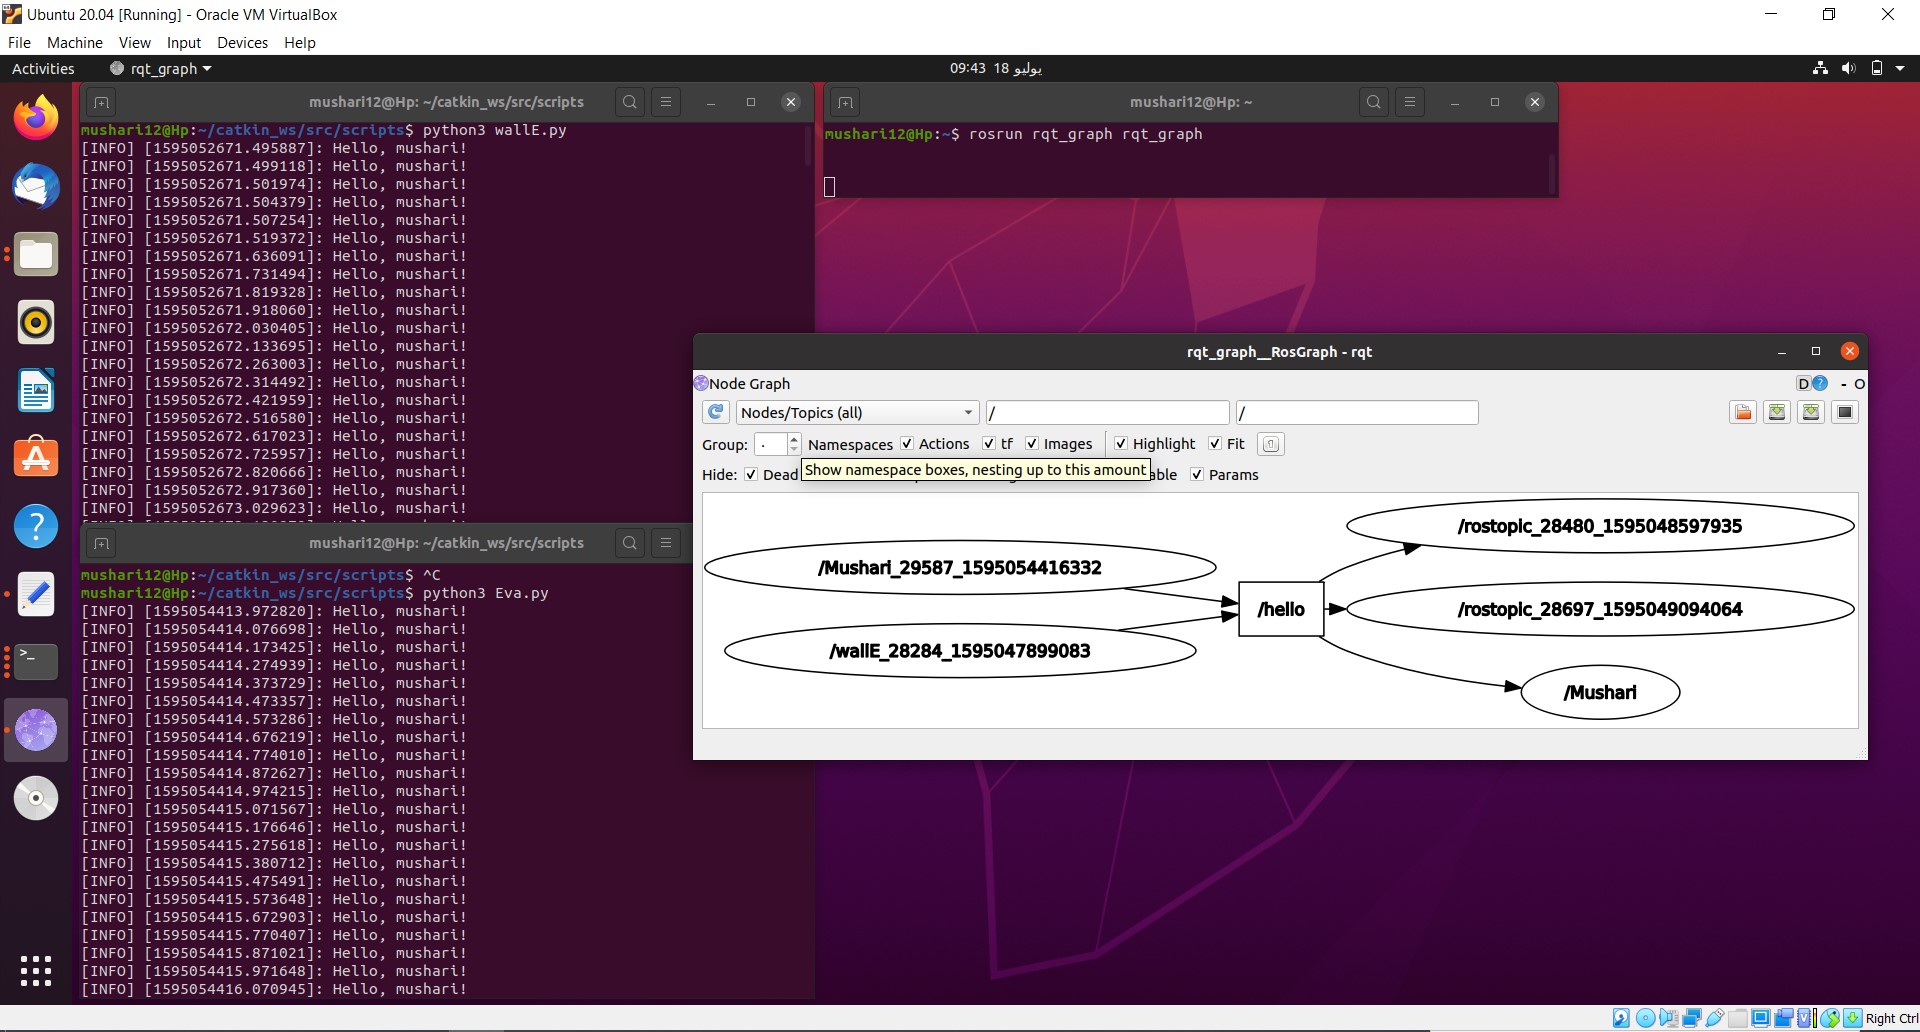 Ubuntu 20.04 [Running] - Oracle VM VirtualBox
File Machine View Input Devices Help
Activities rqt_graph 09:43 18 يوليو
mushari12@Hp: ~/catkin_ws/src/scripts
mushari12@Hp:~/catkin_ws/src/scripts$ python3 wallE.py
[INFO] [1595052671.495887]: Hello, mushari!
[INFO] [1595052671.499118]: Hello, mushari!
[INFO] [1595052671.501974]: Hello, mushari!
[INFO] [1595052671.504379]: Hello, mushari!
[INFO] [1595052671.507254]: Hello, mushari!
[INFO] [1595052671.519372]: Hello, mushari!
[INFO] [1595052671.636091]: Hello, mushari!
[INFO] [1595052671.731494]: Hello, mushari!
[INFO] [1595052671.819328]: Hello, mushari!
[INFO] [1595052671.918060]: Hello, mushari!
[INFO] [1595052672.030405]: Hello, mushari!
[INFO] [1595052672.133695]: Hello, mushari!
[INFO] [1595052672.263003]: Hello, mushari!
[INFO] [1595052672.314492]: Hello, mushari!
[INFO] [1595052672.421959]: Hello, mushari!
[INFO] [1595052672.516580]: Hello, mushari!
[INFO] [1595052672.617023]: Hello, mushari!
[INFO] [1595052672.725957]: Hello, mushari!
[INFO] [1595052672.820666]: Hello, mushari!
[INFO] [1595052672.917360]: Hello, mushari!
[INFO] [1595052673.029623]: Hello, mushari!
mushari12@Hp: ~/catkin_ws/src/scripts
mushari12@Hp:~/catkin_ws/src/scripts$ ^C
mushari12@Hp:~/catkin_ws/src/scripts$ python3 Eva.py
[INFO] [1595054413.972820]: Hello, mushari!
[INFO] [1595054414.076698]: Hello, mushari!
[INFO] [1595054414.173425]: Hello, mushari!
[INFO] [1595054414.274939]: Hello, mushari!
[INFO] [1595054414.373729]: Hello, mushari!
[INFO] [1595054414.473357]: Hello, mushari!
[INFO] [1595054414.573286]: Hello, mushari!
[INFO] [1595054414.676219]: Hello, mushari!
[INFO] [1595054414.774010]: Hello, mushari!
[INFO] [1595054414.872627]: Hello, mushari!
[INFO] [1595054414.974215]: Hello, mushari!
[INFO] [1595054415.071567]: Hello, mushari!
[INFO] [1595054415.176646]: Hello, mushari!
[INFO] [1595054415.275618]: Hello, mushari!
[INFO] [1595054415.380712]: Hello, mushari!
[INFO] [1595054415.475491]: Hello, mushari!
[INFO] [1595054415.573648]: Hello, mushari!
[INFO] [1595054415.672903]: Hello, mushari!
[INFO] [1595054415.770407]: Hello, mushari!
[INFO] [1595054415.871021]: Hello, mushari!
[INFO] [1595054415.971648]: Hello, mushari!
[INFO] [1595054416.070945]: Hello, mushari!
mushari12@Hp: ~
mushari12@Hp:~$ rosrun rqt_graph rqt_graph
rqt_graph__RosGraph - rqt
Node Graph D ? - O
Nodes/Topics (all) / /
Group: . Namespaces Actions tf Images Highlight Fit
Show namespace boxes, nesting up to this amount
Hide: Dead able Params
/Mushari_29587_1595054416332
/wallE_28284_1595047899083
/hello
/rostopic_28480_1595048597935
/rostopic_28697_1595049094064
/Mushari
Right Ctrl